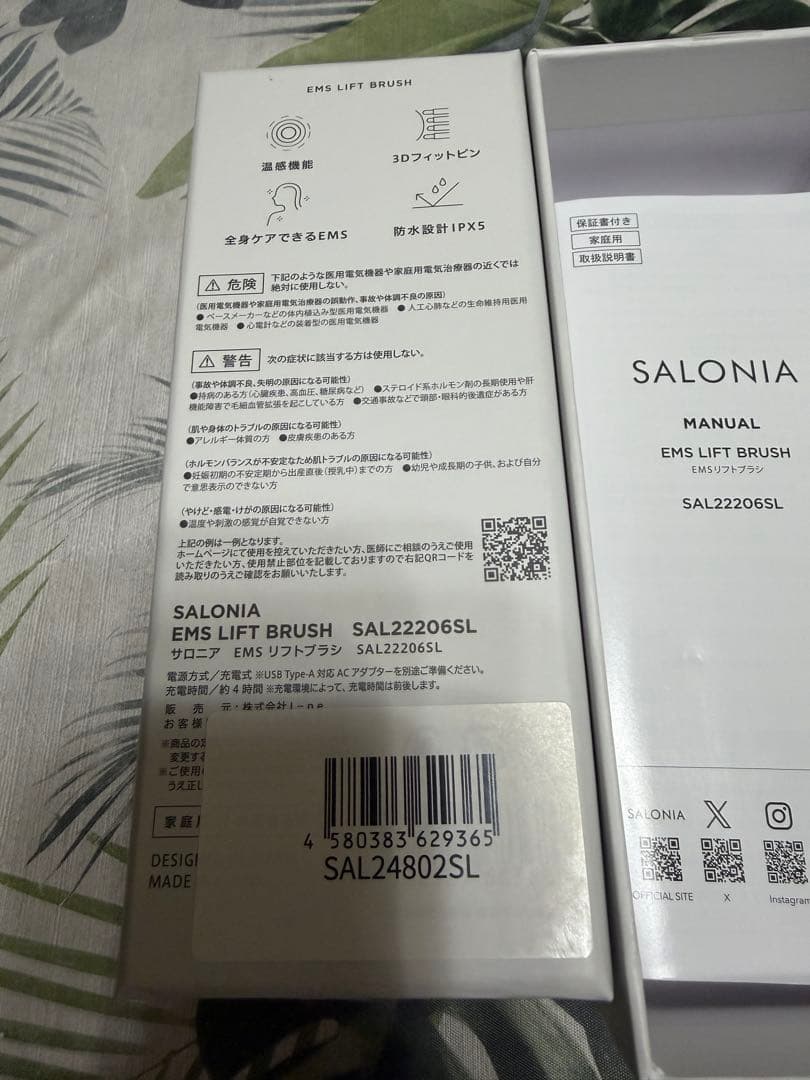 EMS LIFT BRUSH
温感機能
3Dフィットピン
全身ケアできるEMS
防水設計IPX5
危険
下記のような医用電気機器や家庭用電気治療器の近くでは
絶対に使用しない。
(医用電気機器や家庭用電気治療器の誤動作、事故や体調不良の原因)
●ペースメーカーなどの体内植込み型医用電気機器 ●人工心肺などの生命維持用医用
電気機器 ●心電計などの装着型の医用電気機器
警告
次の症状に該当する方は使用しない。
(事故や体調不良、失明の原因になる可能性)
●持病のある方(心臓疾患、高血圧、糖尿病など) ●ステロイド系ホルモン剤の長期使用や肝
機能障害で毛細血管拡張を起こしている方 ●交通事故などで頭部・眼科的後遺症がある方
(肌や身体のトラブルの原因になる可能性)
●アレルギー体質の方 ●皮膚疾患のある方
(ホルモンバランスが不安定なため肌トラブルの原因になる可能性)
●妊娠初期の不安定期から出産直後(授乳中)までの方 ●幼児や成長期の子供、および自分
で意思表示のできない方
(やけど・感電・けがの原因になる可能性)
●温度や刺激の感覚が自覚できない方
上記の例は一例となります。
ホームページにて使用を控えていただきたい方、医師にご相談のうえご使用
いただきたい方、使用禁止部位を記載しておりますので右記QRコードを
読み取りのうえご確認をお願いいたします。
SALONIA
EMS LIFT BRUSH SAL22206SL
サロニア EMS リフトブラシ SAL22206SL
電源方式/充電式 ※USB Type-A 対応 AC アダプターを別途ご準備ください。
充電時間/約4時間 ※充電環境によって、充電時間は前後します。
販 売 元:株式会社I-ne
お客様
※商品の
変更する
※ご使用
うえ正し
家庭
DESIG
MADE
4 580383 629365
SAL24802SL
保証書付き
家庭用
取扱説明書
SALONIA
MANUAL
EMS LIFT BRUSH
EMSリフトブラシ
SAL22206SL
SALONIA
OFFICIAL SITE
X
Instagram